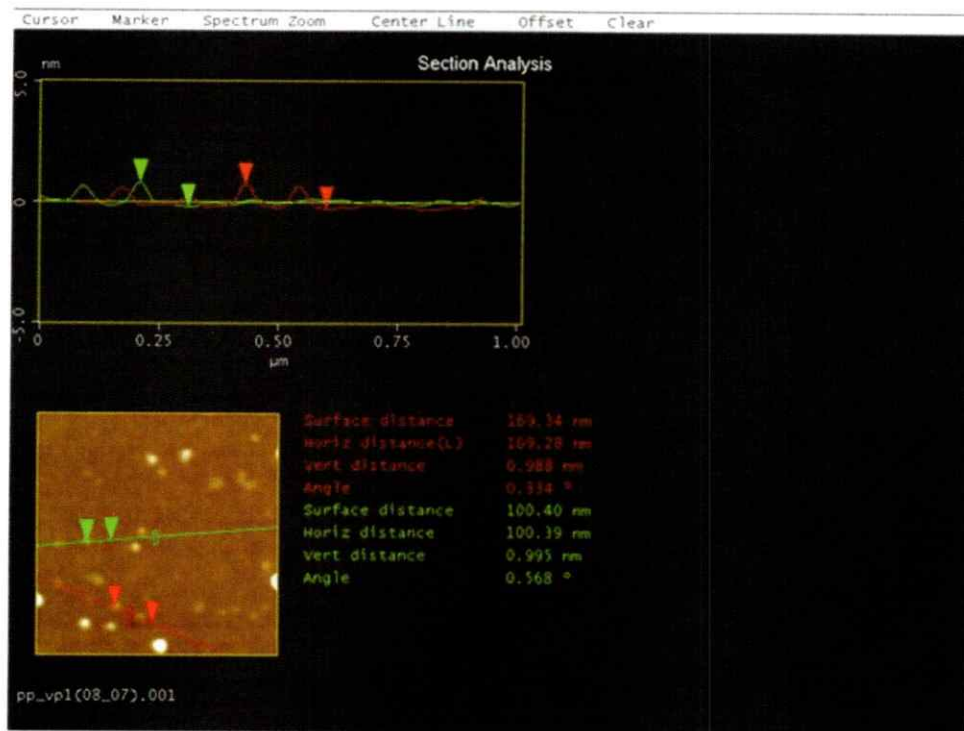 Cursor Marker Spectrum Zoom Center Line Offset Clear
nm
Section Analysis
5.0
0
-5.0
0 0.25 0.50 0.75 1.00
µm
Surface distance 169.34 nm
Horiz distance(L) 169.28 nm
Vert distance 0.988 nm
Angle 0.334 °
Surface distance 100.40 nm
Horiz distance 100.39 nm
Vert distance 0.995 nm
Angle 0.568 °
pp_vp1(08_07).001